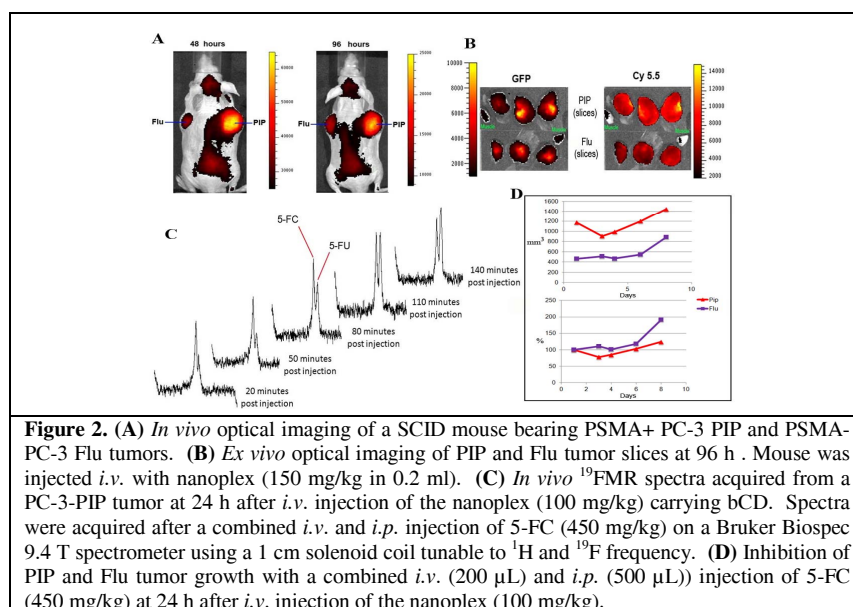 A
48 hours
96 hours
B
GFP
Cy 5.5
60000
50000
40000
30000
25000
20000
15000
10000
10000
8000
6000
4000
2000
14000
12000
10000
8000
6000
4000
2000
Flu
PIP
Flu
PIP
PIP
(slices)
Flu
(slices)
Muscle
C
5-FC
5-FU
140 minutes
post injection
110 minutes
post injection
80 minutes
post injection
50 minutes
post injection
20 minutes
post injection
D
1600
1400
1200
1000
800
600
400
200
0
mm³
0 5 10
Days
250
200
150
100
50
0
%
0 2 4 6 8 10
Days
Pip
Flu
Figure 2. (A) In vivo optical imaging of a SCID mouse bearing PSMA+ PC-3 PIP and PSMA-
PC-3 Flu tumors. (B) Ex vivo optical imaging of PIP and Flu tumor slices at 96 h . Mouse was
injected i.v. with nanoplex (150 mg/kg in 0.2 ml). (C) In vivo ¹⁹FMR spectra acquired from a
PC-3-PIP tumor at 24 h after i.v. injection of the nanoplex (100 mg/kg) carrying bCD. Spectra
were acquired after a combined i.v. and i.p. injection of 5-FC (450 mg/kg) on a Bruker Biospec
9.4 T spectrometer using a 1 cm solenoid coil tunable to ¹H and ¹⁹F frequency. (D) Inhibition of
PIP and Flu tumor growth with a combined i.v. (200 µL) and i.p. (500 µL)) injection of 5-FC
(450 mg/kg) at 24 h after i.v. injection of the nanoplex (100 mg/kg).